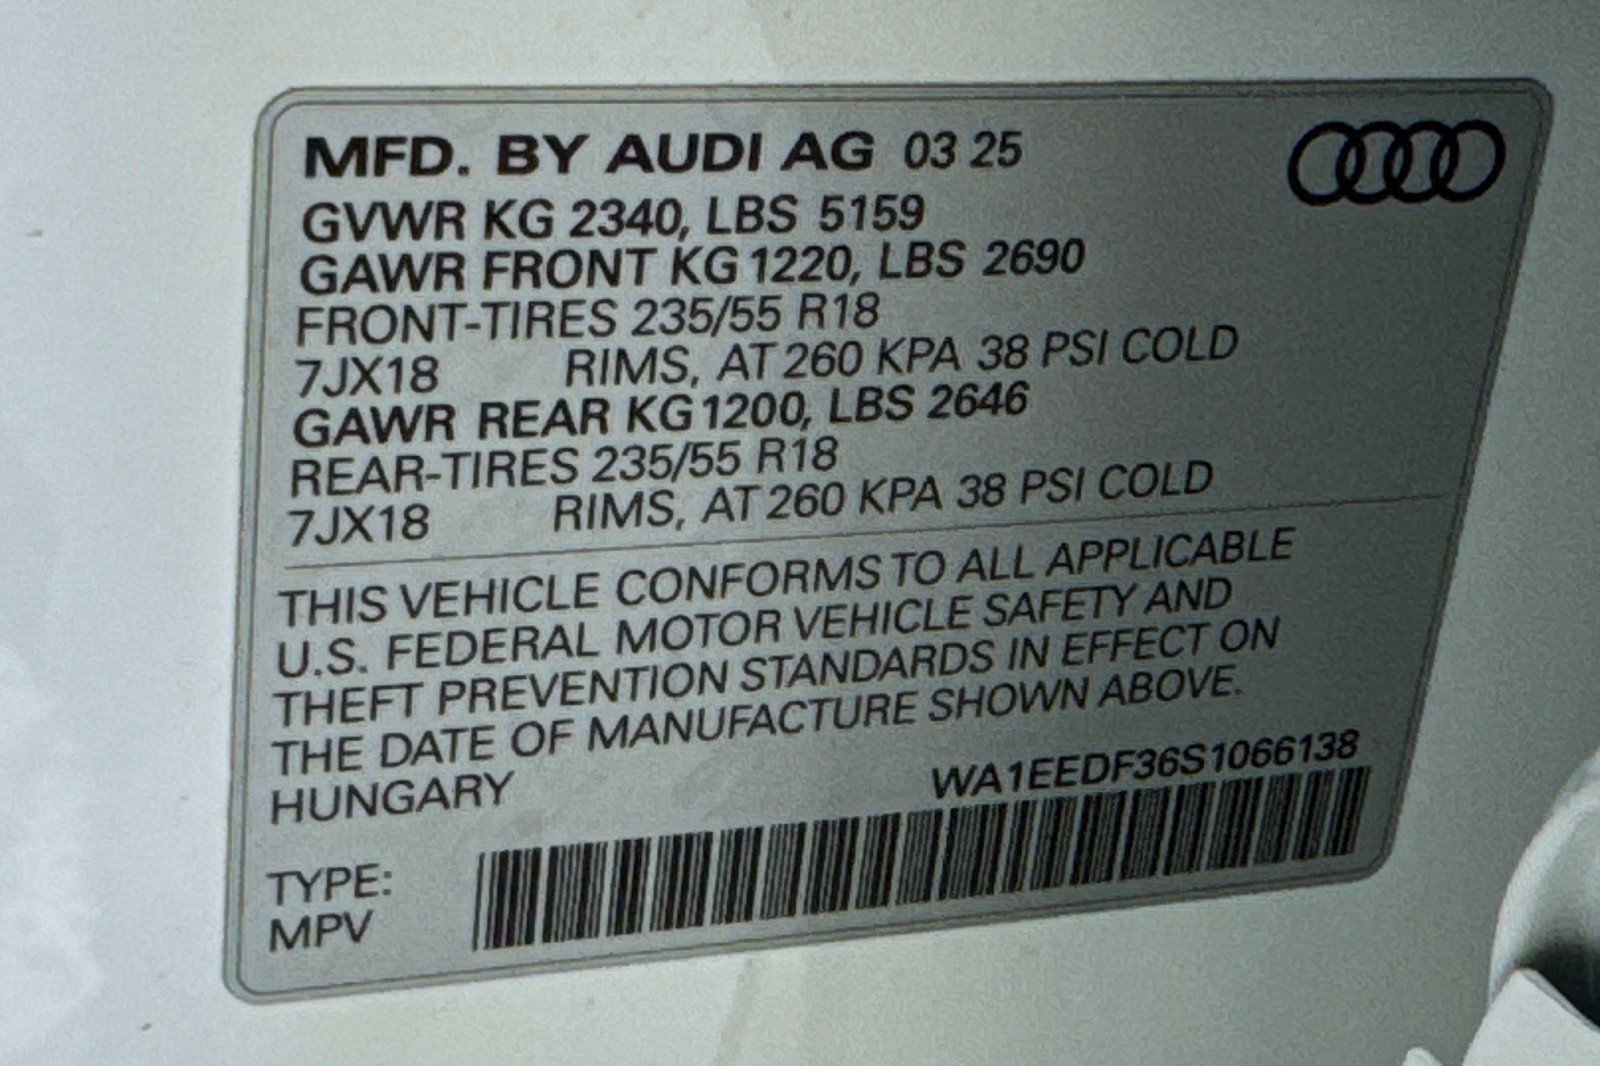 MFD. BY AUDI AG 03 25
GVWR KG 2340, LBS 5159
GAWR FRONT KG 1220, LBS 2690
FRONT-TIRES 235/55 R18
7JX18 RIMS, AT 260 KPA 38 PSI COLD
GAWR REAR KG 1200, LBS 2646
REAR-TIRES 235/55 R18
7JX18 RIMS, AT 260 KPA 38 PSI COLD
THIS VEHICLE CONFORMS TO ALL APPLICABLE
U.S. FEDERAL MOTOR VEHICLE SAFETY AND
THEFT PREVENTION STANDARDS IN EFFECT ON
THE DATE OF MANUFACTURE SHOWN ABOVE.
HUNGARY WA1EEDF36S1066138
TYPE:
MPV